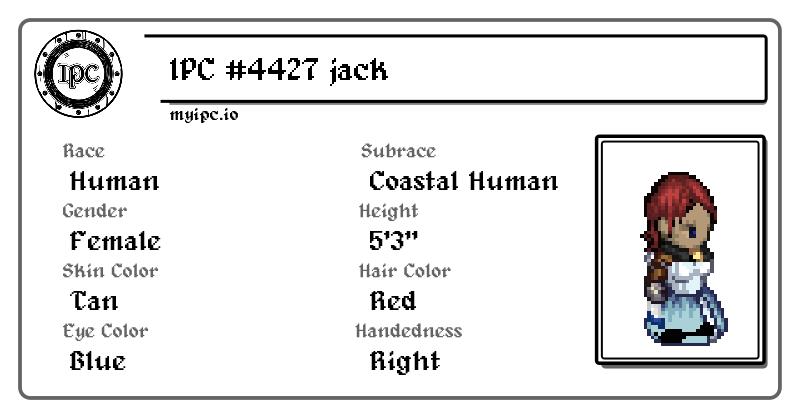 IPC
IPC #4427 jack
myipc.io
Race
Human
Subrace
Coastal Human
Gender
Female
Height
5'3"
Skin Color
Tan
Hair Color
Red
Eye Color
Blue
Handedness
Right